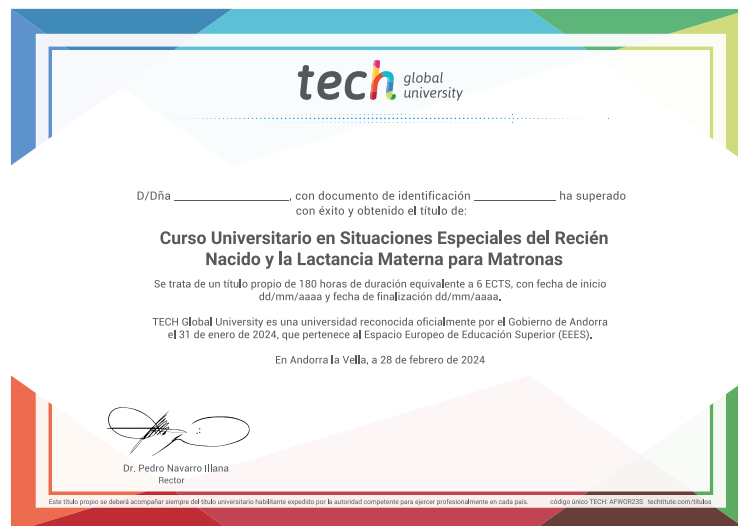 tech global
university
D/Dña ____________________, con documento de identificación ______________ ha superado
con éxito y obtenido el título de:
Curso Universitario en Situaciones Especiales del Recién
Nacido y la Lactancia Materna para Matronas
Se trata de un título propio de 180 horas de duración equivalente a 6 ECTS, con fecha de inicio
dd/mm/aaaa y fecha de finalización dd/mm/aaaa.
TECH Global University es una universidad reconocida oficialmente por el Gobierno de Andorra
el 31 de enero de 2024, que pertenece al Espacio Europeo de Educación Superior (EEES).
En Andorra la Vella, a 28 de febrero de 2024
Dr. Pedro Navarro Illana
Rector
Este título propio se deberá acompañar siempre del título universitario habilitante expedido por la autoridad competente para ejercer profesionalmente en cada país. código único TECH: AFWOR23S techtitute.com/titulos